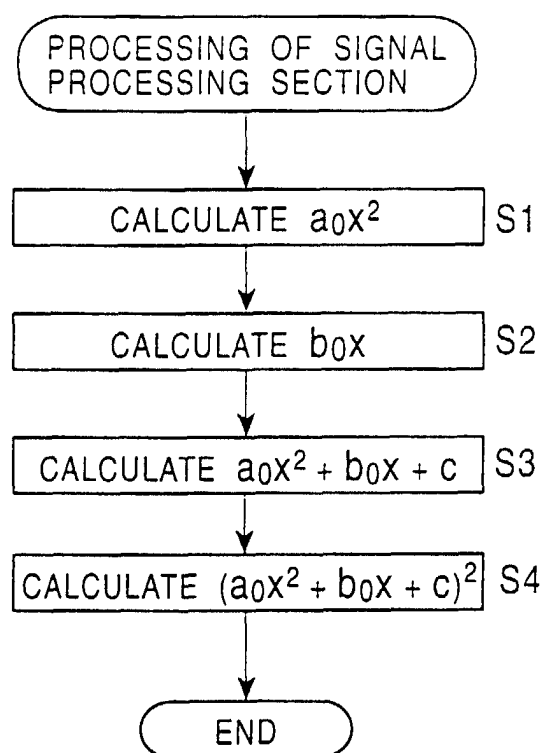 PROCESSING OF SIGNAL
PROCESSING SECTION
CALCULATE a₀x² S1
CALCULATE b₀x S2
CALCULATE a₀x² + b₀x + c S3
CALCULATE (a₀x² + b₀x + c)² S4
END